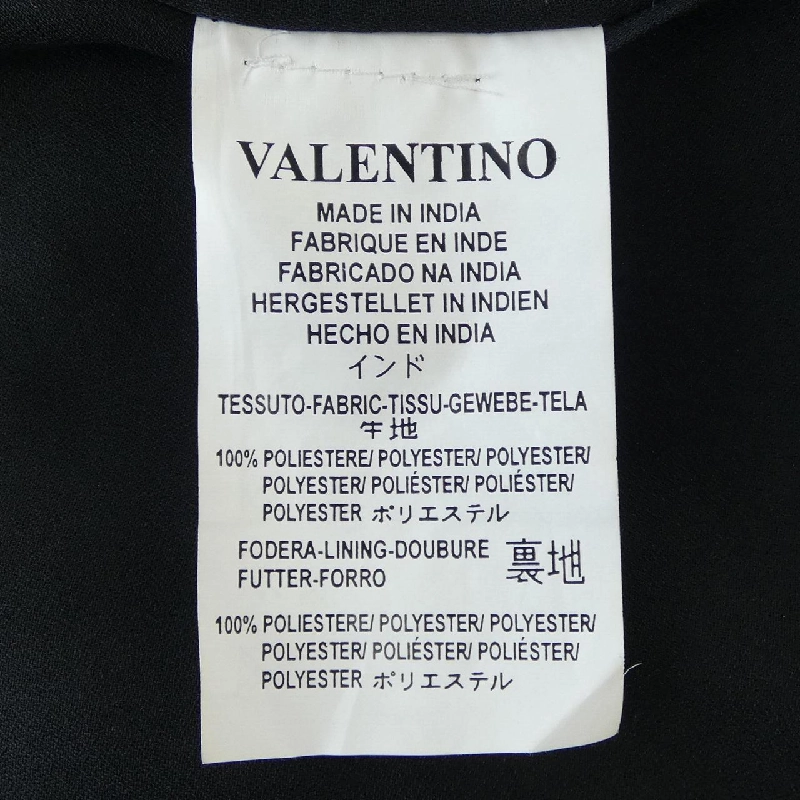 VALENTINO
MADE IN INDIA
FABRIQUE EN INDE
FABRICADO NA INDIA
HERGESTELLET IN INDIEN
HECHO EN INDIA
インド
TESSUTO-FABRIC-TISSU-GEWEBE-TELA
生地
100% POLIESTERE/ POLYESTER/ POLYESTER/
POLYESTER/ POLIÉSTER/ POLIÉSTER/
POLYESTER ポリエステル
FODERA-LINING-DOUBURE 裏地
FUTTER-FORRO
100% POLIESTERE/ POLYESTER/ POLYESTER/
POLYESTER/ POLIÉSTER/ POLIÉSTER/
POLYESTER ポリエステル